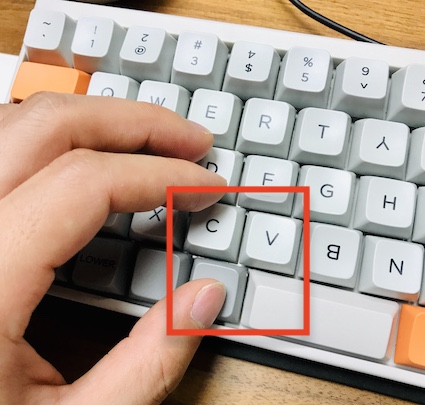 ~ ! 2 # 4 % 6
` 1 @ 3 $ 5 ^
Q W E R T Y
D F G H
X C V B N
LOWER